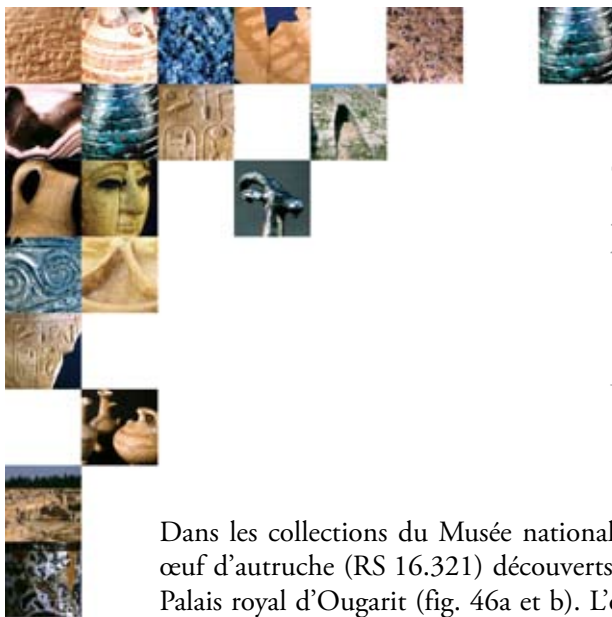 Dans les collections du Musée national
œuf d'autruche (RS 16.321) découverts
Palais royal d'Ougarit (fig. 46a et b). L'